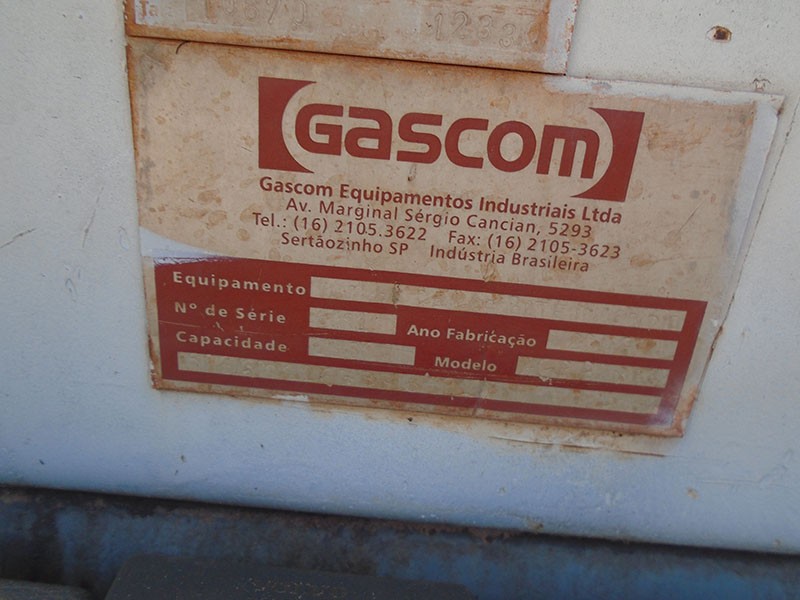 Gascom
Gascom Equipamentos Industriais Ltda
Av. Marginal Sérgio Cancian, 5293
Tel.: (16) 2105.3622 Fax: (16) 2105-3623
Sertãozinho SP Indústria Brasileira
Equipamento
Nº de Série Ano Fabricação
Capacidade Modelo